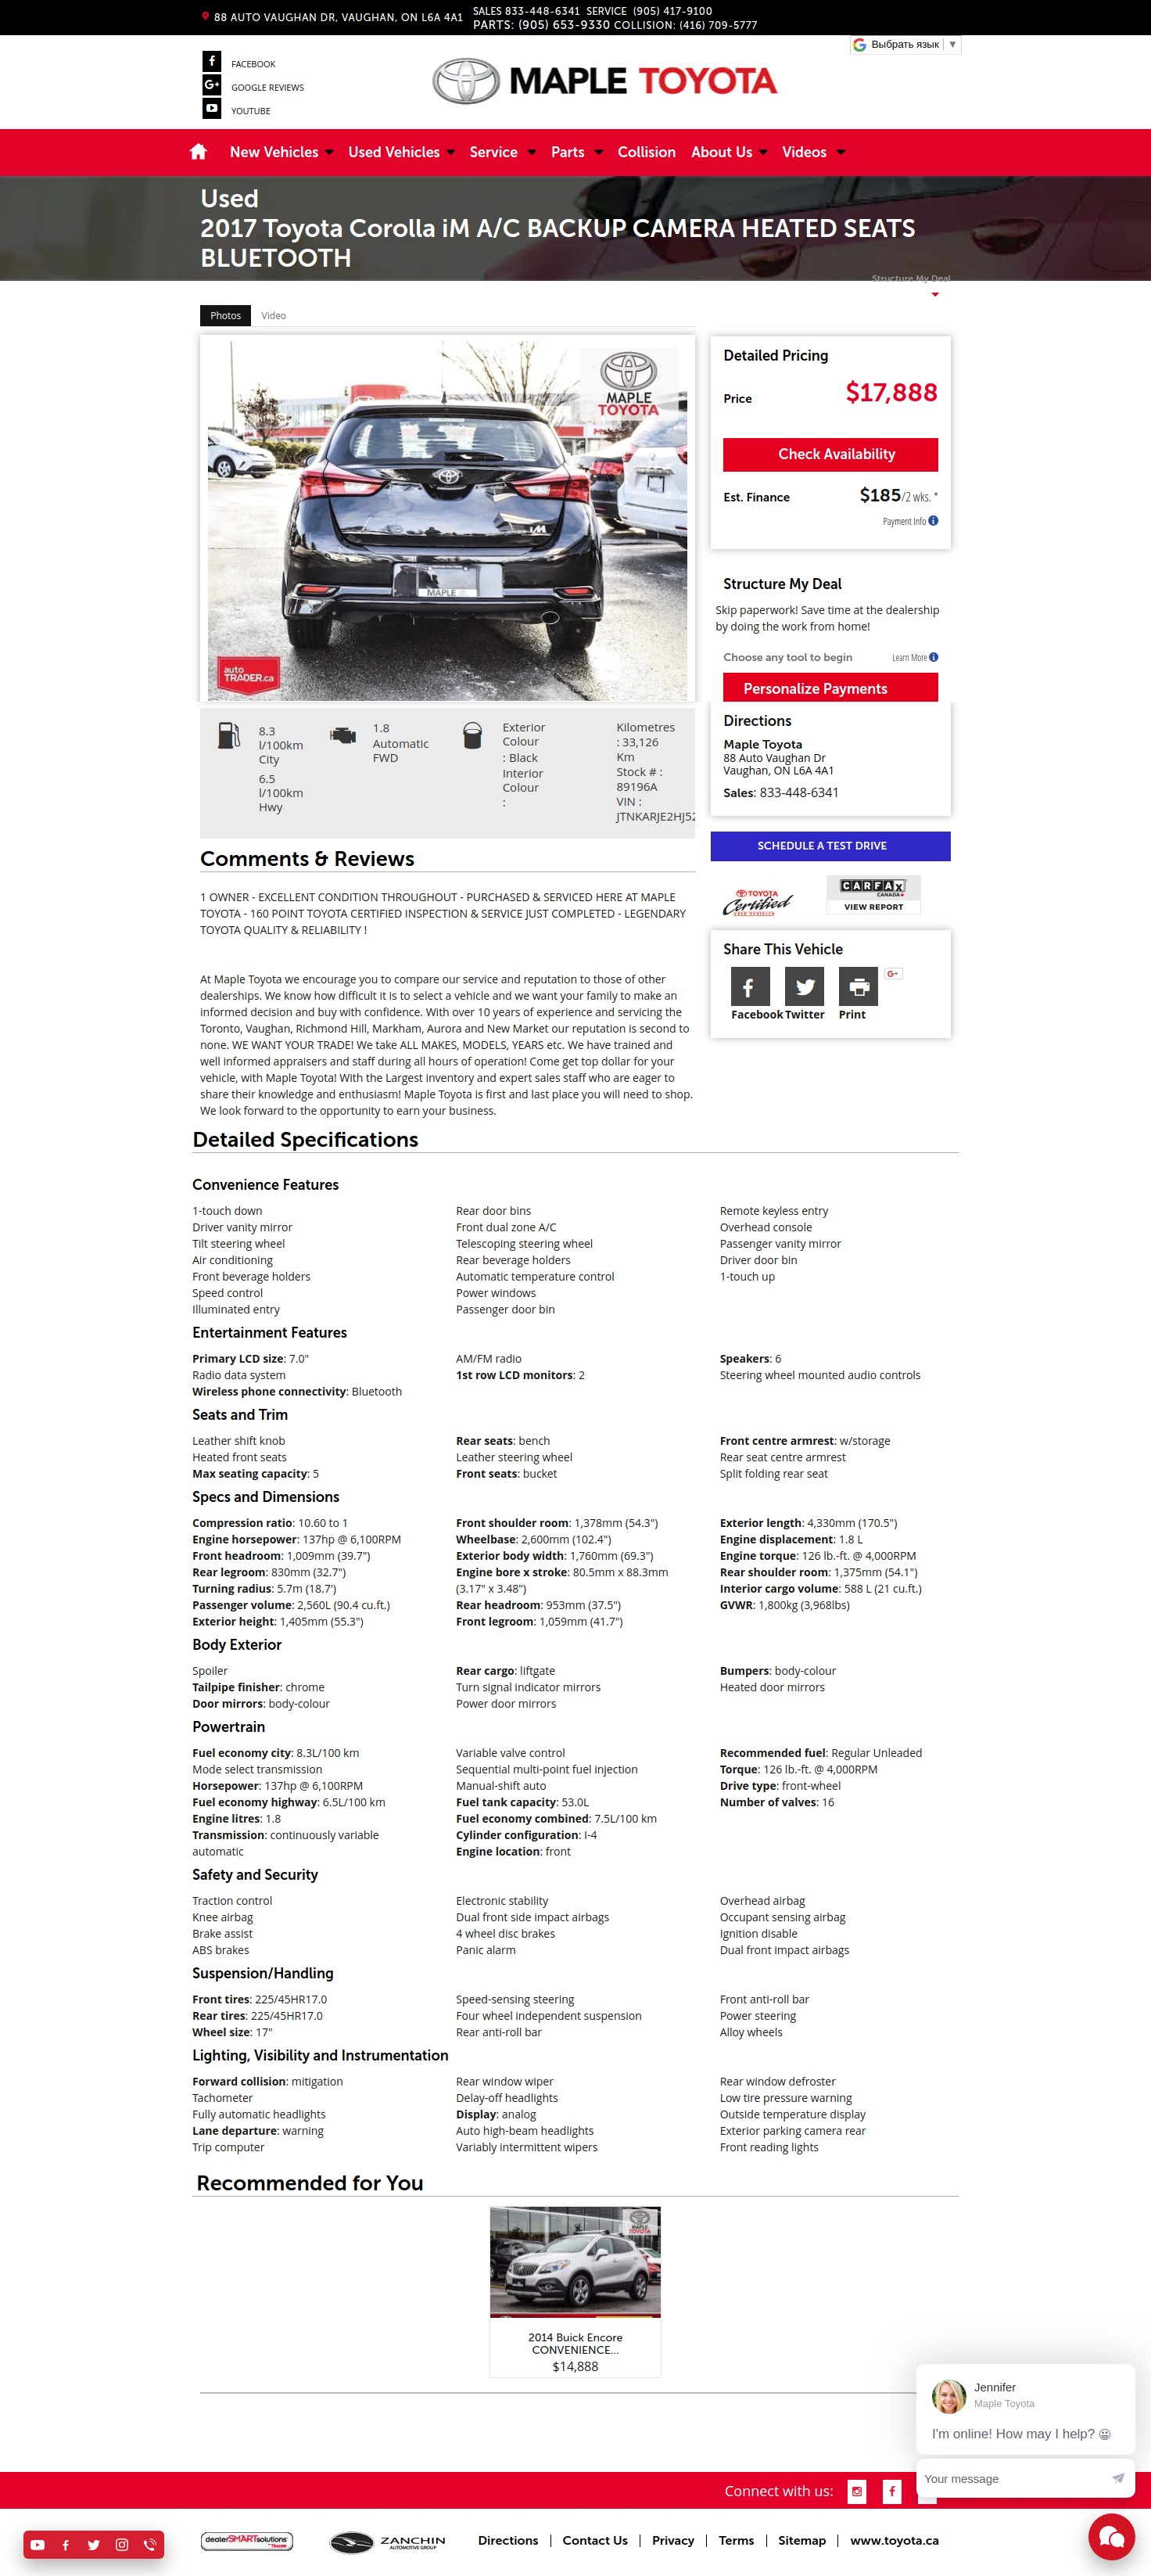 88 AUTO VAUGHAN DR, VAUGHAN, ON L6A 4A1
SALES 833-448-6341 SERVICE (905) 417-9100
PARTS: (905) 653-9330 COLLISION: (416) 709-5777
Выбрать язык ▼
FACEBOOK
GOOGLE REVIEWS
YOUTUBE
MAPLE TOYOTA
New Vehicles
Used Vehicles
Service
Parts
Collision
About Us
Videos
Used
2017 Toyota Corolla iM A/C BACKUP CAMERA HEATED SEATS
BLUETOOTH
Structure My Deal
Photos
Video
MAPLE
TOYOTA
iM
MAPLE
auto
TRADER.ca
Detailed Pricing
Price
$17,888
Check Availability
Est. Finance
$185/2 wks. *
Payment Info
Structure My Deal
Skip paperwork! Save time at the dealership
by doing the work from home!
Choose any tool to begin
Learn More
Personalize Payments
8.3
l/100km
City
6.5
l/100km
Hwy
1.8
Automatic
FWD
Exterior
Colour
: Black
Interior
Colour
:
Kilometres
: 33,126
Km
Stock # :
89196A
VIN :
JTNKARJE2HJ52
Directions
Maple Toyota
88 Auto Vaughan Dr
Vaughan, ON L6A 4A1
Sales: 833-448-6341
SCHEDULE A TEST DRIVE
TOYOTA
Certified
USED VEHICLES
CARFAX
CANADA
VIEW REPORT
Share This Vehicle
G+
Facebook
Twitter
Print
Comments & Reviews
1 OWNER - EXCELLENT CONDITION THROUGHOUT - PURCHASED & SERVICED HERE AT MAPLE
TOYOTA - 160 POINT TOYOTA CERTIFIED INSPECTION & SERVICE JUST COMPLETED - LEGENDARY
TOYOTA QUALITY & RELIABILITY !
At Maple Toyota we encourage you to compare our service and reputation to those of other
dealerships. We know how difficult it is to select a vehicle and we want your family to make an
informed decision and buy with confidence. With over 10 years of experience and servicing the
Toronto, Vaughan, Richmond Hill, Markham, Aurora and New Market our reputation is second to
none. WE WANT YOUR TRADE! We take ALL MAKES, MODELS, YEARS etc. We have trained and
well informed appraisers and staff during all hours of operation! Come get top dollar for your
vehicle, with Maple Toyota! With the Largest inventory and expert sales staff who are eager to
share their knowledge and enthusiasm! Maple Toyota is first and last place you will need to shop.
We look forward to the opportunity to earn your business.
Detailed Specifications
Convenience Features
1-touch down
Driver vanity mirror
Tilt steering wheel
Air conditioning
Front beverage holders
Speed control
Illuminated entry
Rear door bins
Front dual zone A/C
Telescoping steering wheel
Rear beverage holders
Automatic temperature control
Power windows
Passenger door bin
Remote keyless entry
Overhead console
Passenger vanity mirror
Driver door bin
1-touch up
Entertainment Features
Primary LCD size: 7.0"
Radio data system
Wireless phone connectivity: Bluetooth
AM/FM radio
1st row LCD monitors: 2
Speakers: 6
Steering wheel mounted audio controls
Seats and Trim
Leather shift knob
Heated front seats
Max seating capacity: 5
Rear seats: bench
Leather steering wheel
Front seats: bucket
Front centre armrest: w/storage
Rear seat centre armrest
Split folding rear seat
Specs and Dimensions
Compression ratio: 10.60 to 1
Engine horsepower: 137hp @ 6,100RPM
Front headroom: 1,009mm (39.7")
Rear legroom: 830mm (32.7")
Turning radius: 5.7m (18.7')
Passenger volume: 2,560L (90.4 cu.ft.)
Exterior height: 1,405mm (55.3")
Front shoulder room: 1,378mm (54.3")
Wheelbase: 2,600mm (102.4")
Exterior body width: 1,760mm (69.3")
Engine bore x stroke: 80.5mm x 88.3mm
(3.17" x 3.48")
Rear headroom: 953mm (37.5")
Front legroom: 1,059mm (41.7")
Exterior length: 4,330mm (170.5")
Engine displacement: 1.8 L
Engine torque: 126 lb.-ft. @ 4,000RPM
Rear shoulder room: 1,375mm (54.1")
Interior cargo volume: 588 L (21 cu.ft.)
GVWR: 1,800kg (3,968lbs)
Body Exterior
Spoiler
Tailpipe finisher: chrome
Door mirrors: body-colour
Rear cargo: liftgate
Turn signal indicator mirrors
Power door mirrors
Bumpers: body-colour
Heated door mirrors
Powertrain
Fuel economy city: 8.3L/100 km
Mode select transmission
Horsepower: 137hp @ 6,100RPM
Fuel economy highway: 6.5L/100 km
Engine litres: 1.8
Transmission: continuously variable
automatic
Variable valve control
Sequential multi-point fuel injection
Manual-shift auto
Fuel tank capacity: 53.0L
Fuel economy combined: 7.5L/100 km
Cylinder configuration: I-4
Engine location: front
Recommended fuel: Regular Unleaded
Torque: 126 lb.-ft. @ 4,000RPM
Drive type: front-wheel
Number of valves: 16
Safety and Security
Traction control
Knee airbag
Brake assist
ABS brakes
Electronic stability
Dual front side impact airbags
4 wheel disc brakes
Panic alarm
Overhead airbag
Occupant sensing airbag
Ignition disable
Dual front impact airbags
Suspension/Handling
Front tires: 225/45HR17.0
Rear tires: 225/45HR17.0
Wheel size: 17"
Speed-sensing steering
Four wheel independent suspension
Rear anti-roll bar
Front anti-roll bar
Power steering
Alloy wheels
Lighting, Visibility and Instrumentation
Forward collision: mitigation
Tachometer
Fully automatic headlights
Lane departure: warning
Trip computer
Rear window wiper
Delay-off headlights
Display: analog
Auto high-beam headlights
Variably intermittent wipers
Rear window defroster
Low tire pressure warning
Outside temperature display
Exterior parking camera rear
Front reading lights
Recommended for You
MAPLE
TOYOTA
2014 Buick Encore
CONVENIENCE...
$14,888
Jennifer
Maple Toyota
I'm online! How may I help? 😀
Your message
Connect with us:
dealerSMARTsolutions
ZANCHIN
AUTOMOTIVE GROUP
Directions
Contact Us
Privacy
Terms
Sitemap
www.toyota.ca